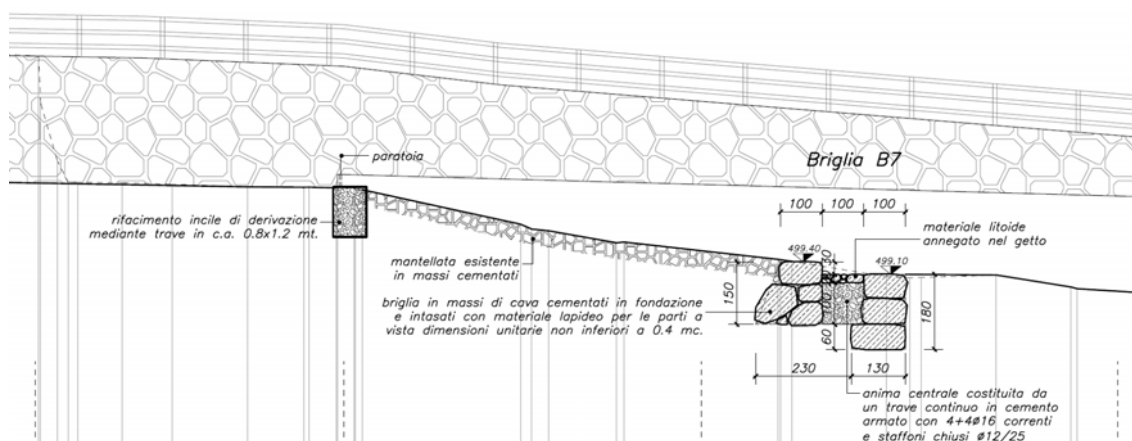 Briglia B7
paratoia
rifacimento incile di derivazione
mediante trave in c.a. 0.8x1.2 mt.
100 100 100
materiale litoide
annegato nel getto
499.40
30
499.10
mantellata esistente
in massi cementati
briglia in massi di cava cementati in fondazione
e intasati con materiale lapideo per le parti a
vista dimensioni unitarie non inferiori a 0.4 mc.
150
100
180
60
230 130
anima centrale costituita da
un trave continuo in cemento
armato con 4+4ø16 correnti
e staffoni chiusi ø12/25